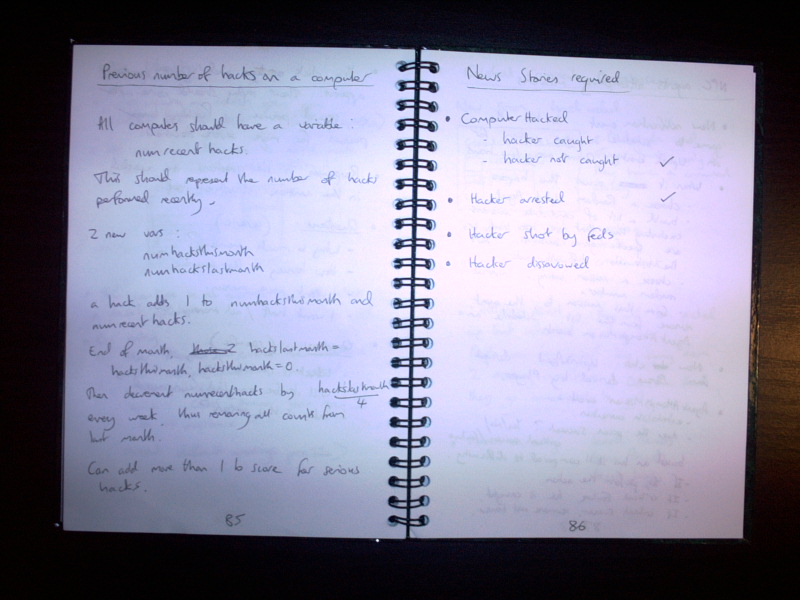 Previous number of hacks on a computer
All computers should have a variable :
numrecenthacks.
This should represent the number of hacks
performed recently.
2 new vars :
numhacksthismonth
numhackslastmonth
a hack adds 1 to numhacksthismonth and
numrecenthacks.
End of month, hackslastmonth =
hacksthismonth, hacksthismonth = 0.
Then decrement numrecenthacks by hackslastmonth
4
every week, thus removing all counts from
last month.
Can add more than 1 to score for serious
hacks.
85
News Stories required
• Computer Hacked
- hacker caught
- hacker not caught ✓
• Hacker arrested ✓
• Hacker shot by feds
• Hacker disavowed
86